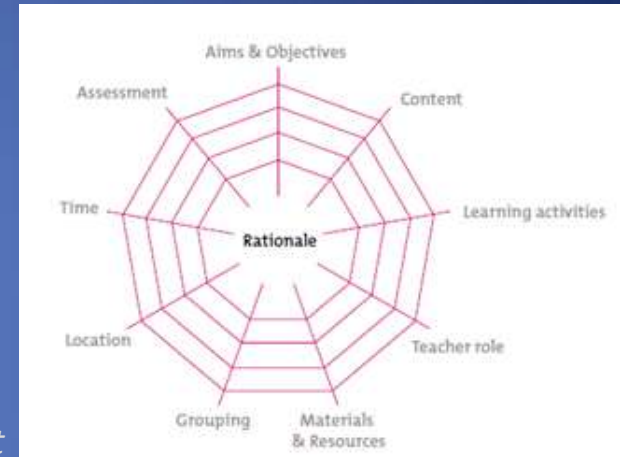 Aims & Objectives
Assessment
Content
Time
Learning activities
Rationale
Location
Teacher role
Grouping
Materials
& Resources